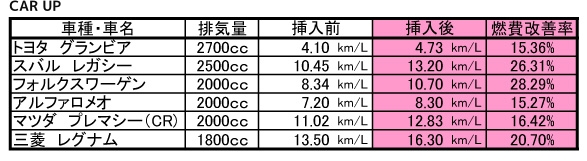 CAR UP
車種・車名 排気量 挿入前 挿入後 燃費改善率
トヨタ グランビア 2700cc 4.10 km/L 4.73 km/L 15.36%
スバル レガシー 2500cc 10.45 km/L 13.20 km/L 26.31%
フォルクスワーゲン 2000cc 8.34 km/L 10.70 km/L 28.29%
アルファロメオ 2000cc 7.20 km/L 8.30 km/L 15.27%
マツダ プレマシー(CR) 2000cc 11.02 km/L 12.83 km/L 16.42%
三菱 レグナム 1800cc 13.50 km/L 16.30 km/L 20.70%